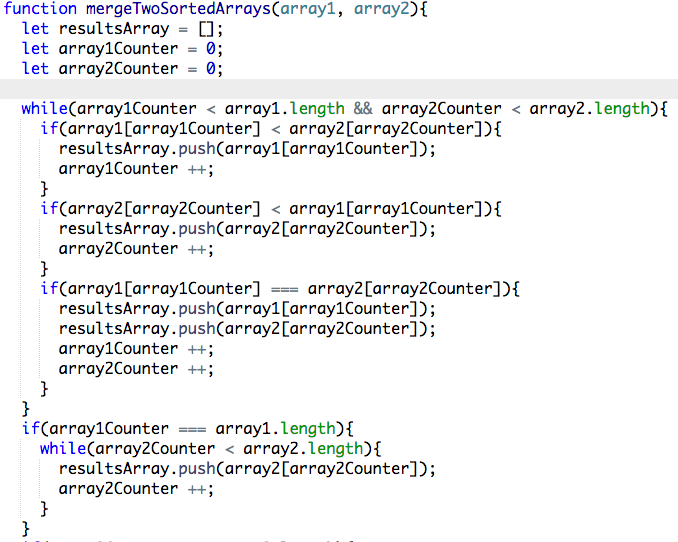 function mergeTwoSortedArrays(array1, array2){
let resultsArray = [];
let array1Counter = 0;
let array2Counter = 0;
while(array1Counter < array1.length && array2Counter < array2.length){
if(array1[array1Counter] < array2[array2Counter]){
resultsArray.push(array1[array1Counter]);
array1Counter ++;
}
if(array2[array2Counter] < array1[array1Counter]){
resultsArray.push(array2[array2Counter]);
array2Counter ++;
}
if(array1[array1Counter] === array2[array2Counter]){
resultsArray.push(array1[array1Counter]);
resultsArray.push(array2[array2Counter]);
array1Counter ++;
array2Counter ++;
}
}
if(array1Counter === array1.length){
while(array2Counter < array2.length){
resultsArray.push(array2[array2Counter]);
array2Counter ++;
}
}